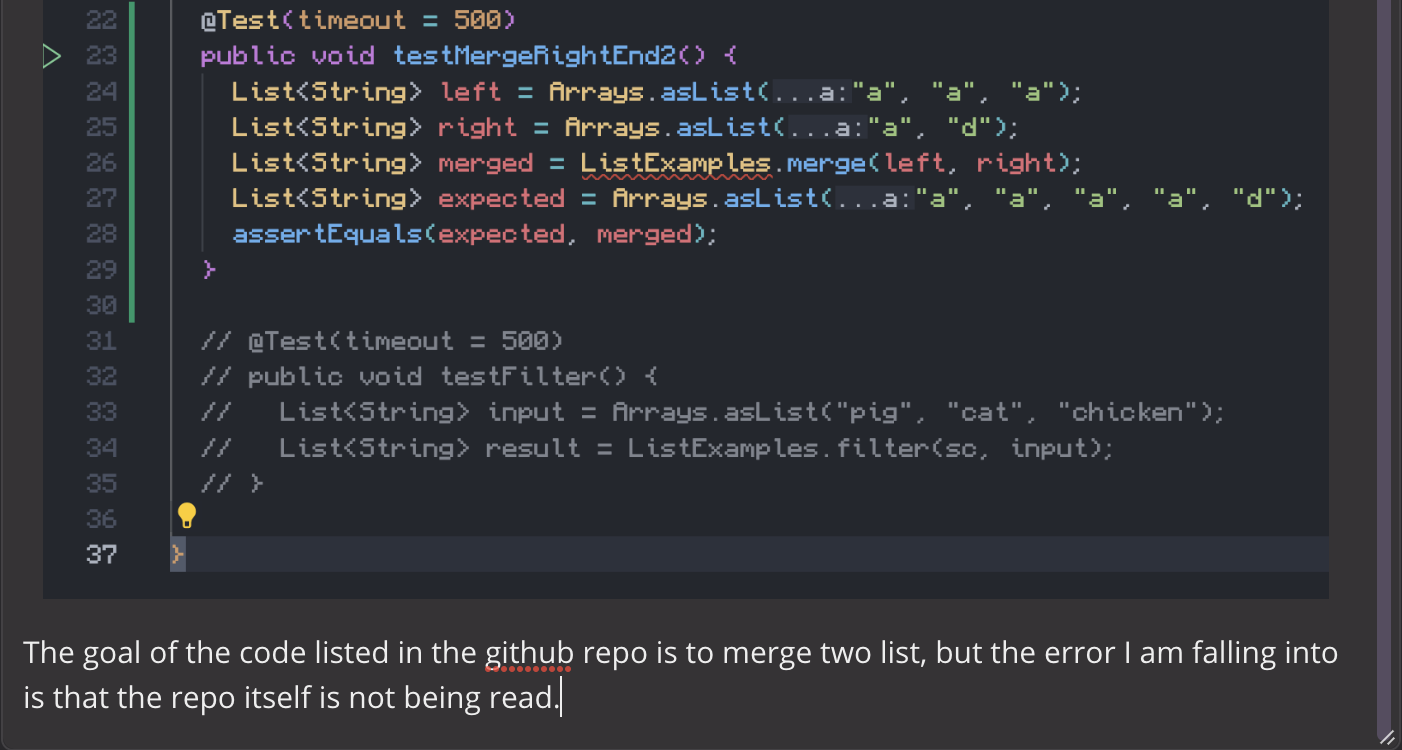 22 @Test(timeout = 500)
23 public void testMergeRightEnd2() {
24 List<String> left = Arrays.asList(...a:"a", "a", "a");
25 List<String> right = Arrays.asList(...a:"a", "d");
26 List<String> merged = ListExamples.merge(left, right);
27 List<String> expected = Arrays.asList(...a:"a", "a", "a", "a", "d");
28 assertEquals(expected, merged);
29 }
30
31 // @Test(timeout = 500)
32 // public void testFilter() {
33 //   List<String> input = Arrays.asList("pig", "cat", "chicken");
34 //   List<String> result = ListExamples.filter(sc, input);
35 // }
36
37 }
The goal of the code listed in the github repo is to merge two list, but the error I am falling into
is that the repo itself is not being read.